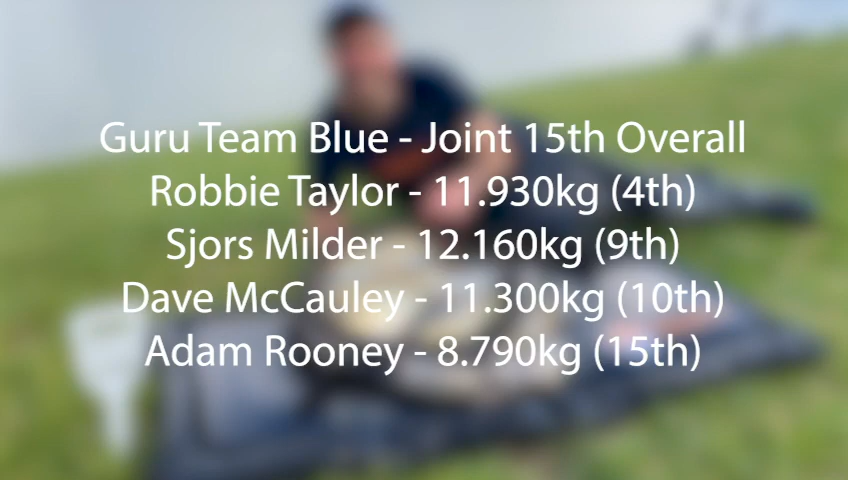 Guru Team Blue - Joint 15th Overall
Robbie Taylor - 11.930kg (4th)
Sjors Milder - 12.160kg (9th)
Dave McCauley - 11.300kg (10th)
Adam Rooney - 8.790kg (15th)